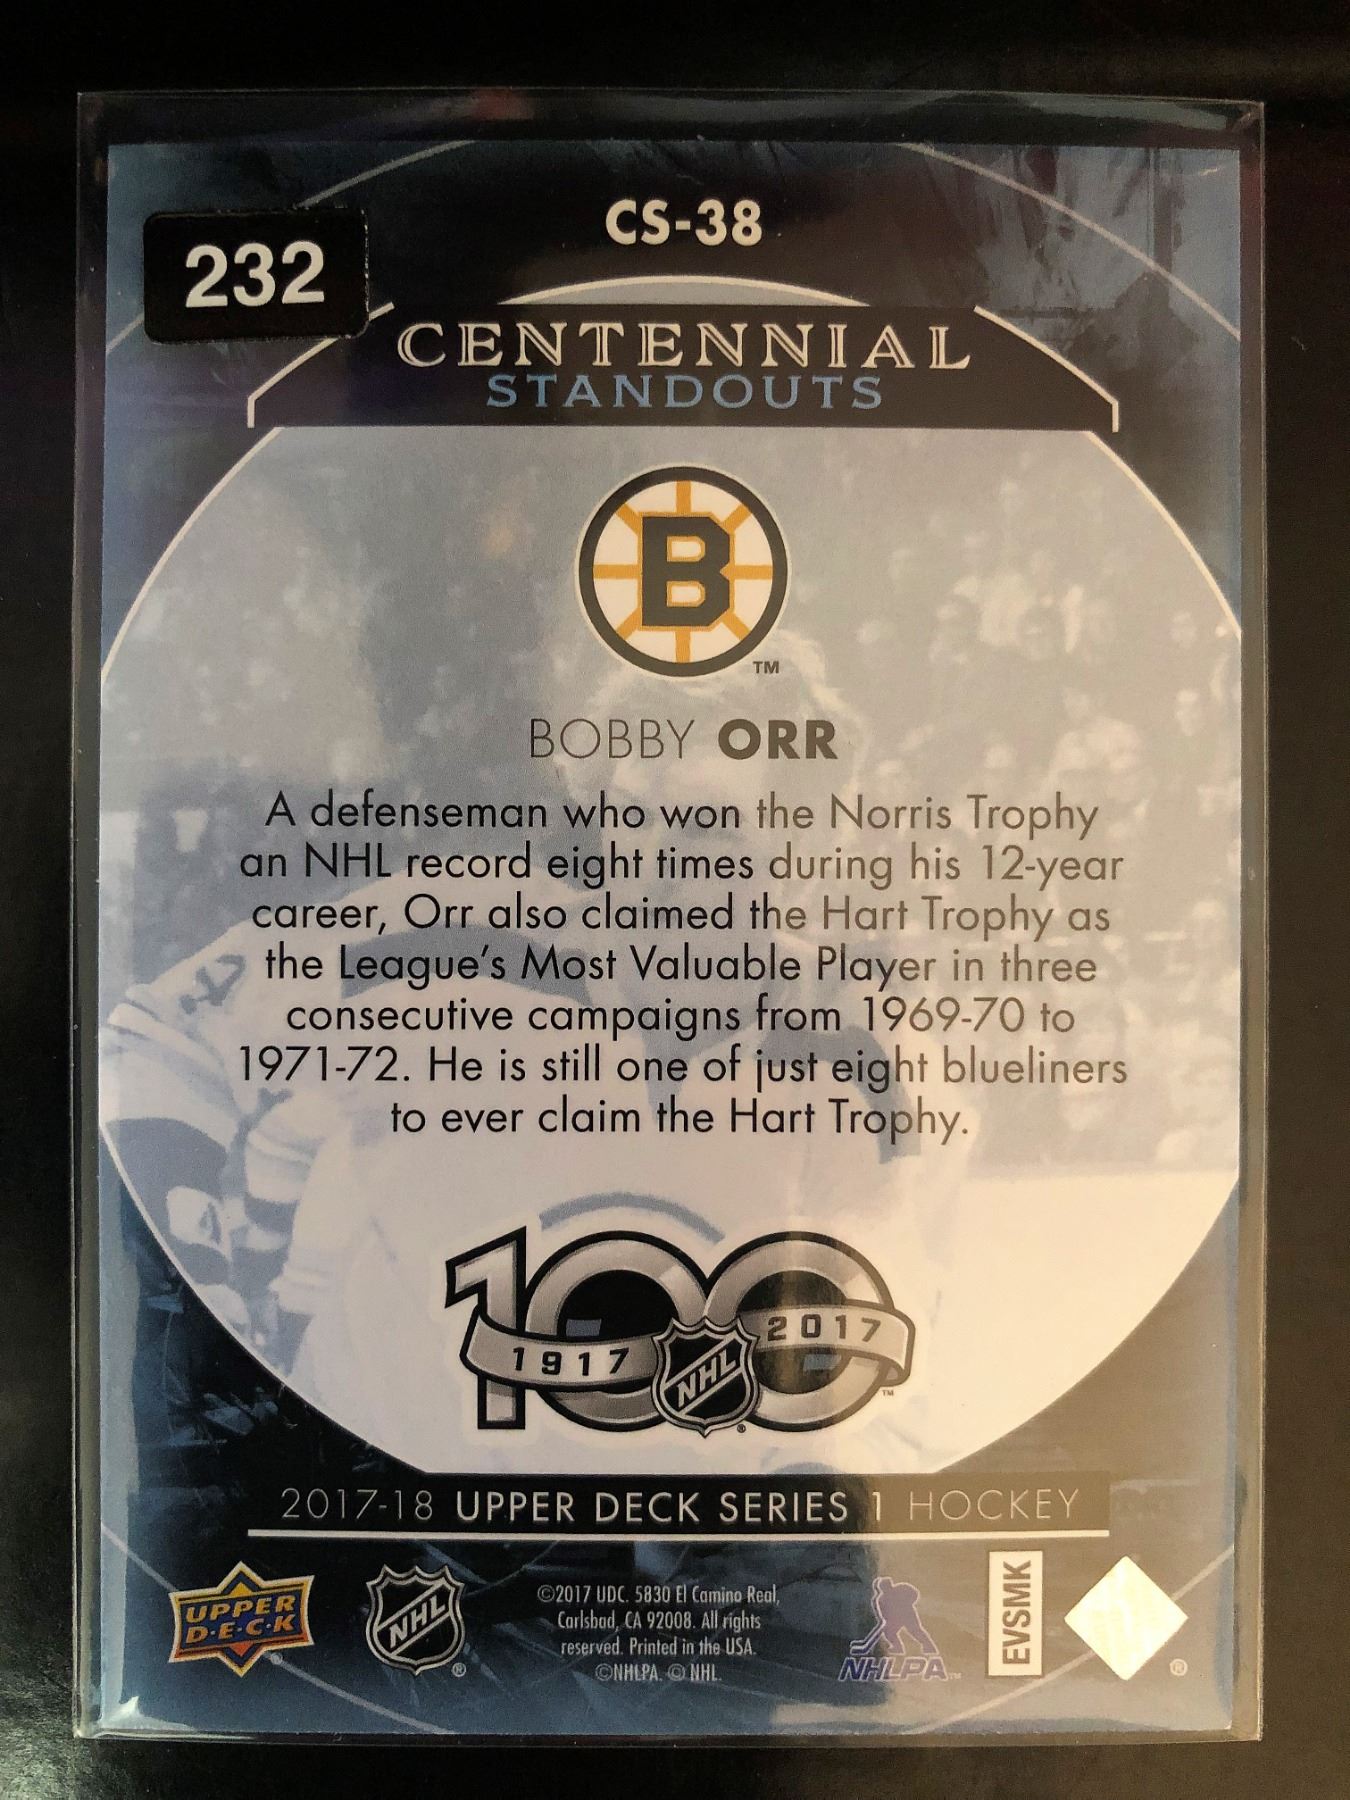 CS-38
232
CENTENNIAL
STANDOUTS
B
TM
BOBBY ORR
A defenseman who won the Norris Trophy
an NHL record eight times during his 12-year
career, Orr also claimed the Hart Trophy as
the League's Most Valuable Player in three
consecutive campaigns from 1969-70 to
1971-72. He is still one of just eight blueliners
to ever claim the Hart Trophy.
100
1917 NHL 2017
® TM
2017-18 UPPER DECK SERIES 1 HOCKEY
UPPER
D·E·C·K
®
NHL
®
©2017 UDC. 5830 El Camino Real,
Carlsbad, CA 92008. All rights
reserved. Printed in the USA.
©NHLPA. © NHL.
NHLPA™
EVSMK
®